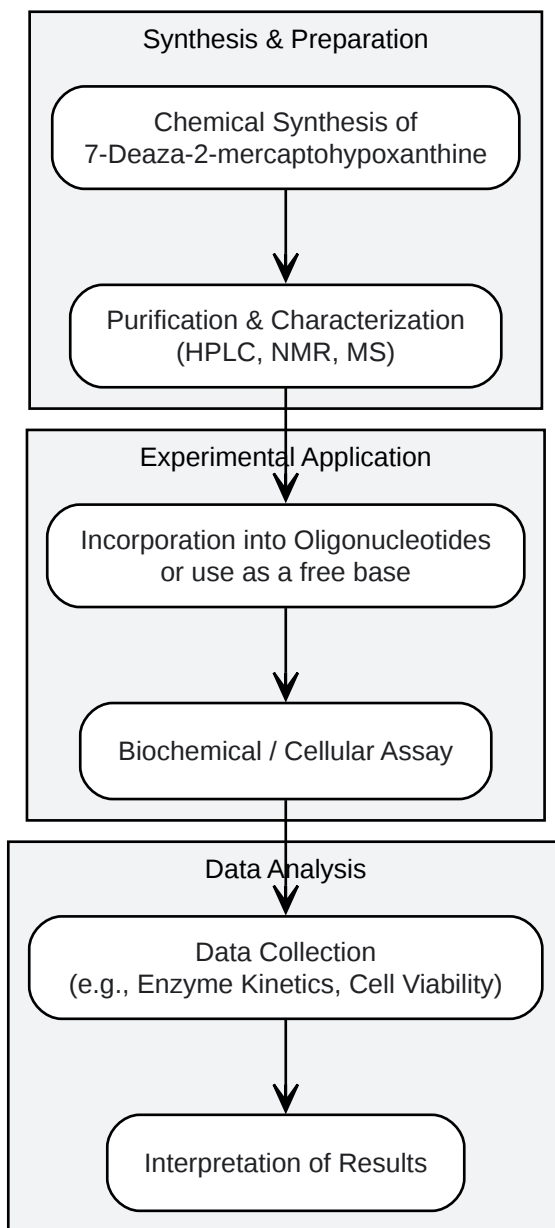 Synthesis & Preparation
Chemical Synthesis of
7-Deaza-2-mercaptohypoxanthine
Purification & Characterization
(HPLC, NMR, MS)
Experimental Application
Incorporation into Oligonucleotides
or use as a free base
Biochemical / Cellular Assay
Data Analysis
Data Collection
(e.g., Enzyme Kinetics, Cell Viability)
Interpretation of Results